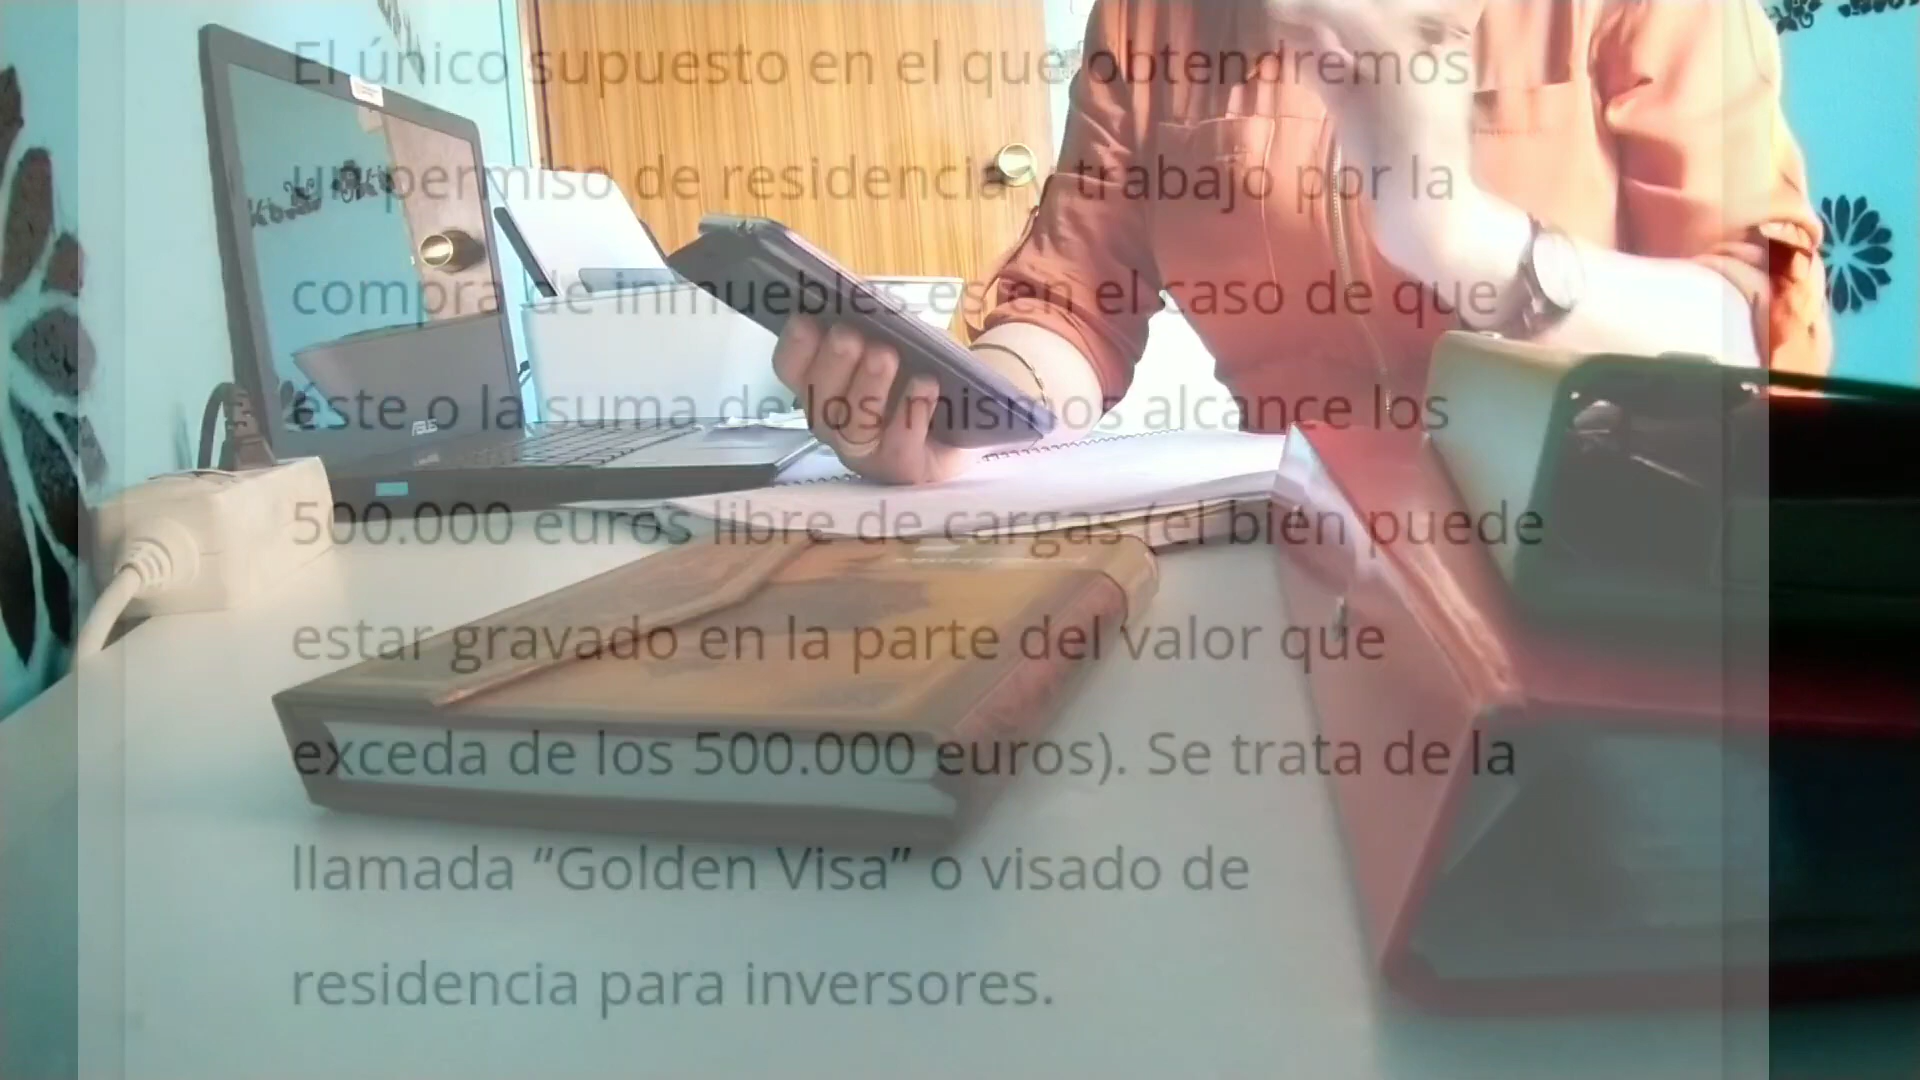 El único supuesto en el que obtendremos
un permiso de residencia y trabajo por la
compra de inmuebles es en el caso de que
éste o la suma de los mismos alcance los
500.000 euros libre de cargas (el bien puede
estar gravado en la parte del valor que
exceda de los 500.000 euros). Se trata de la
llamada “Golden Visa” o visado de
residencia para inversores.
ASUS